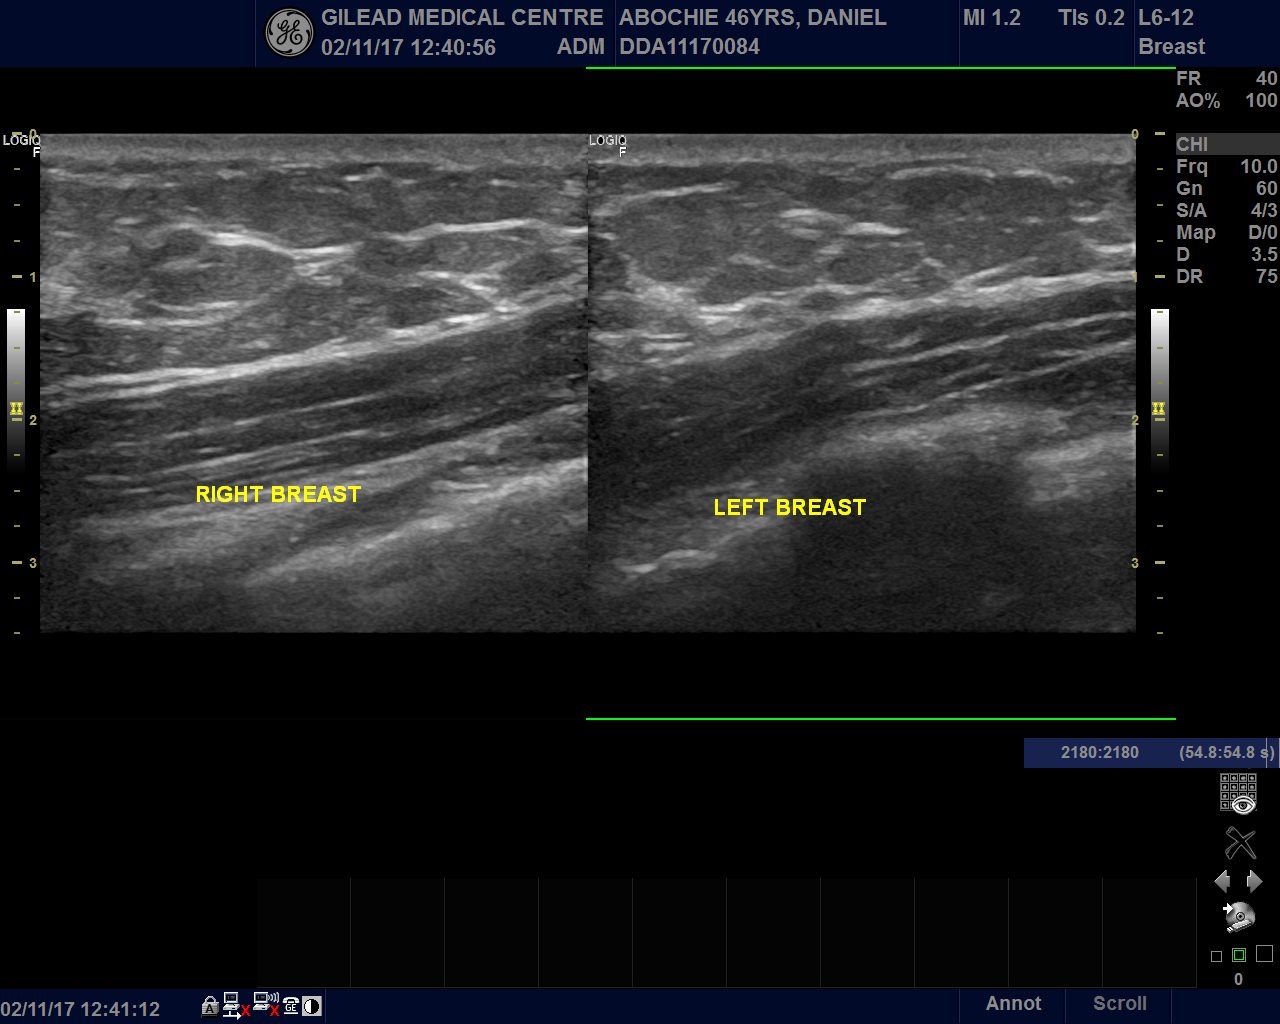 GILEAD MEDICAL CENTRE
02/11/17 12:40:56 ADM
ABOCHIE 46YRS, DANIEL
DDA11170084
MI 1.2 TIs 0.2
L6-12
Breast
FR 40
AO% 100
CHI
Frq 10.0
Gn 60
S/A 4/3
Map D/0
D 3.5
DR 75
LOGIQ
F
0
1
2
3
RIGHT BREAST
LOGIQ
F
0
1
2
3
LEFT BREAST
2180:2180 (54.8:54.8 s)
0
02/11/17 12:41:12
A
GE
Annot Scroll